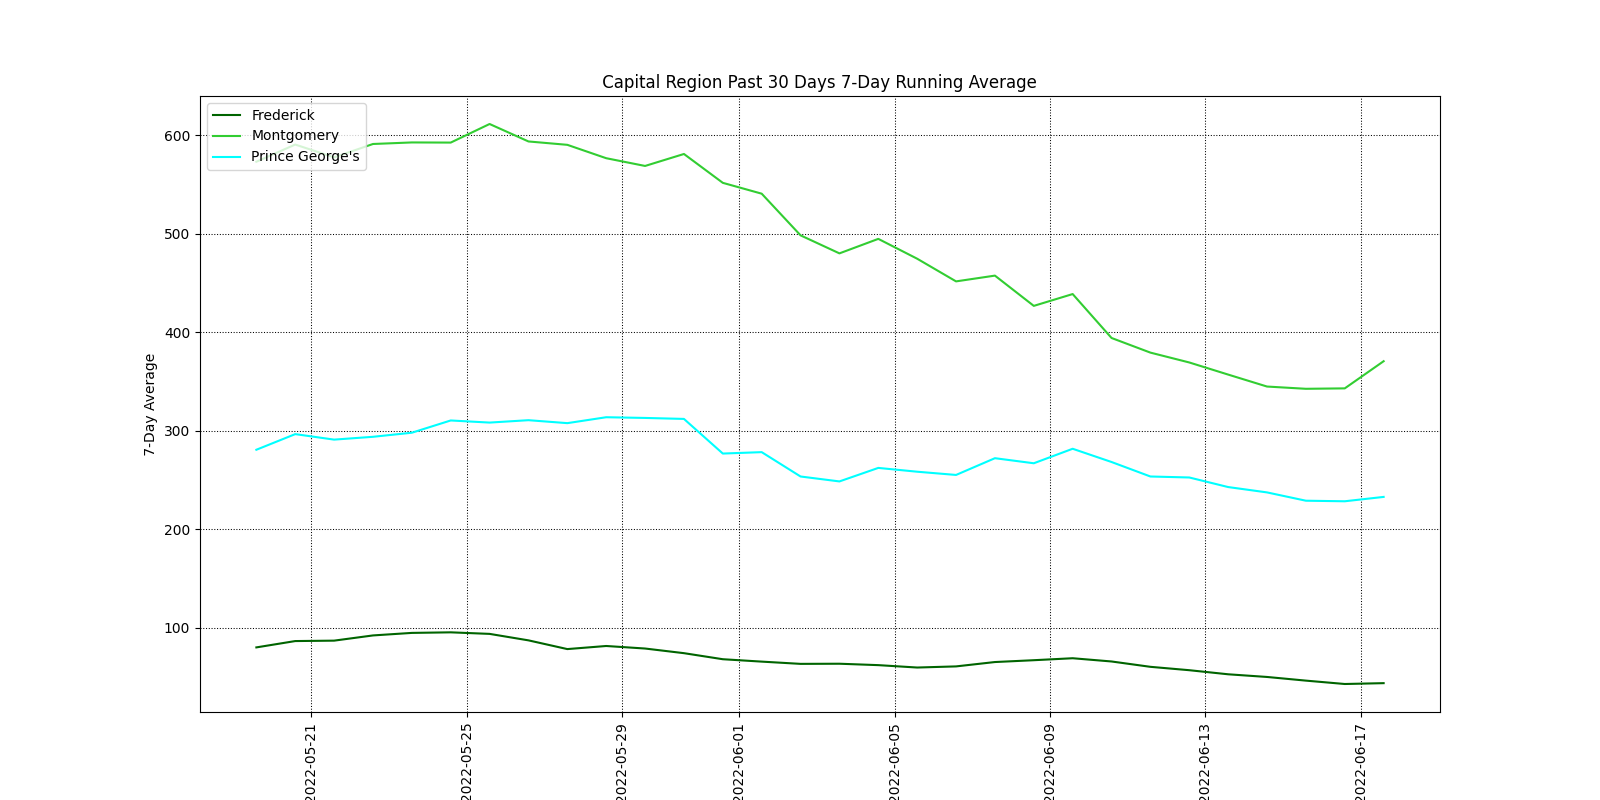 Capital Region Past 30 Days 7-Day Running Average
Frederick
Montgomery
Prince George's
600
500
400
300
200
100
7-Day Average
2022-05-21
2022-05-25
2022-05-29
2022-06-01
2022-06-05
2022-06-09
2022-06-13
2022-06-17